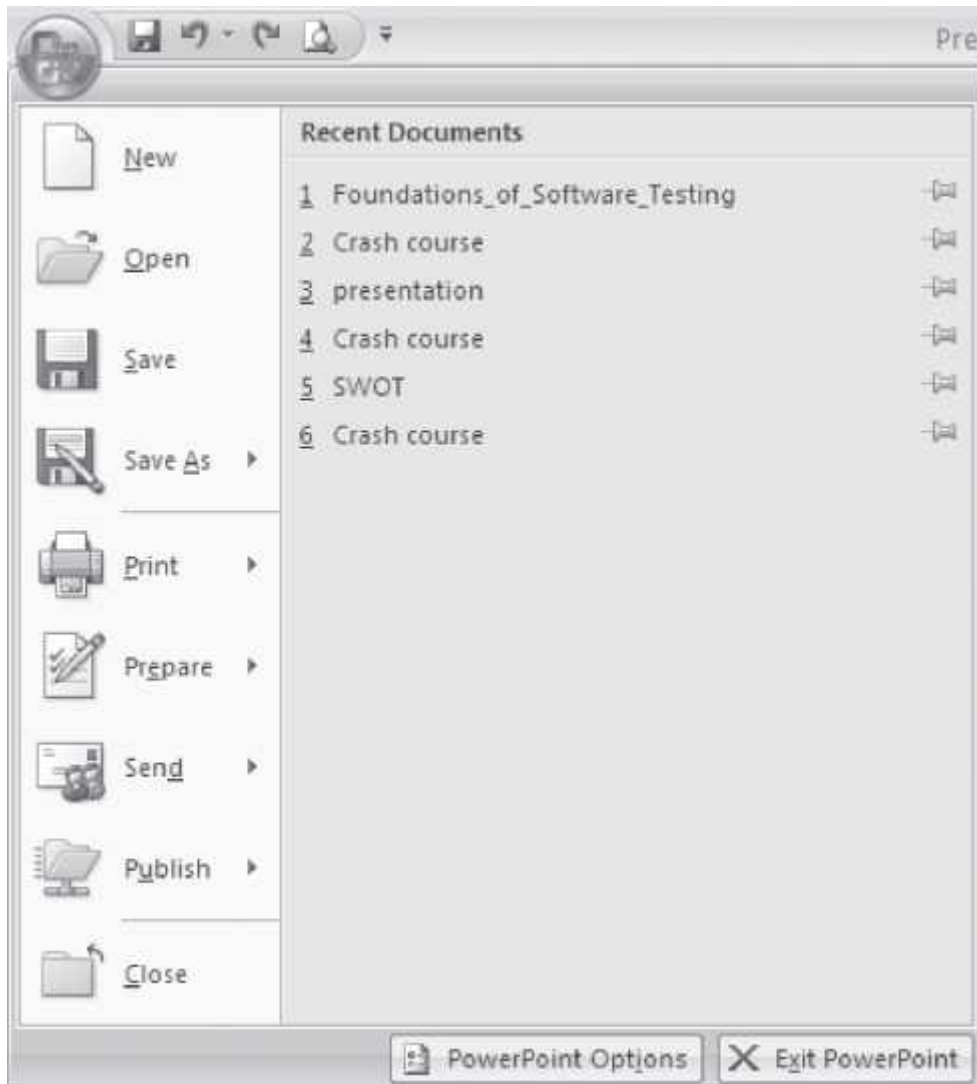 Pre
New
Open
Save
Save As
Print
Prepare
Send
Publish
Close
Recent Documents
1 Foundations_of_Software_Testing
2 Crash course
3 presentation
4 Crash course
5 SWOT
6 Crash course
PowerPoint Options
Exit PowerPoint